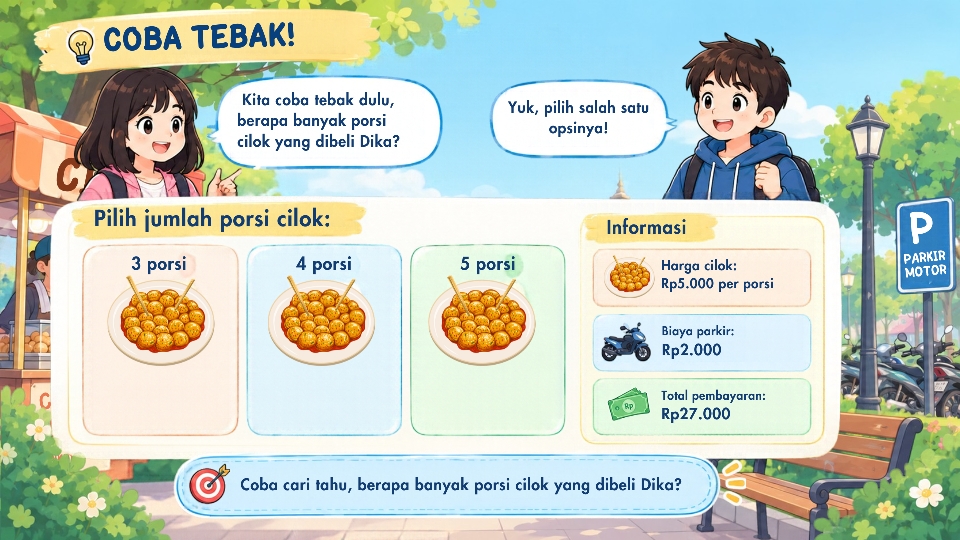 COBA TEBAK!
Kita coba tebak dulu,
berapa banyak porsi
cilok yang dibeli Dika?
Yuk, pilih salah satu
opsinya!
Pilih jumlah porsi cilok:
3 porsi
4 porsi
5 porsi
Informasi
Harga cilok:
Rp5.000 per porsi
Biaya parkir:
Rp2.000
Rp
Total pembayaran:
Rp27.000
P
PARKIR
MOTOR
Coba cari tahu, berapa banyak porsi cilok yang dibeli Dika?